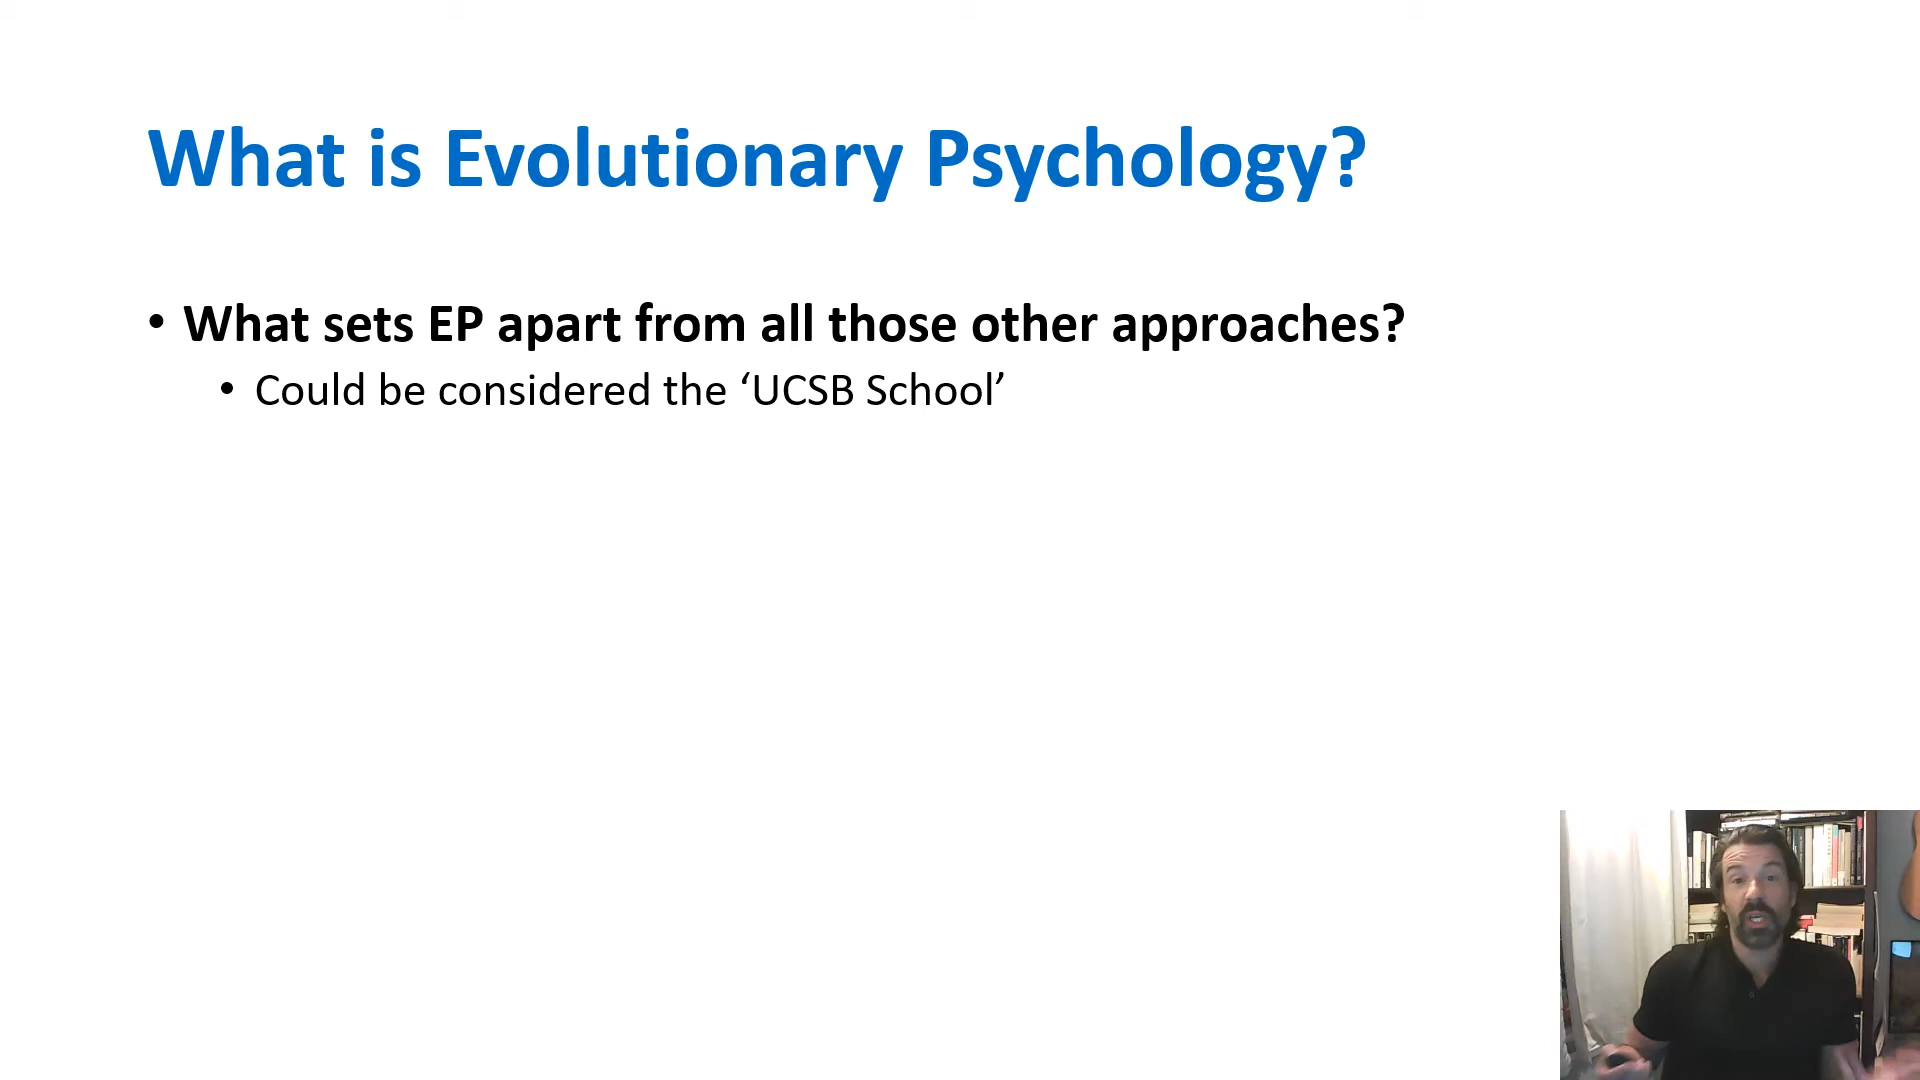 What is Evolutionary Psychology?
• What sets EP apart from all those other approaches?
• Could be considered the ‘UCSB School’